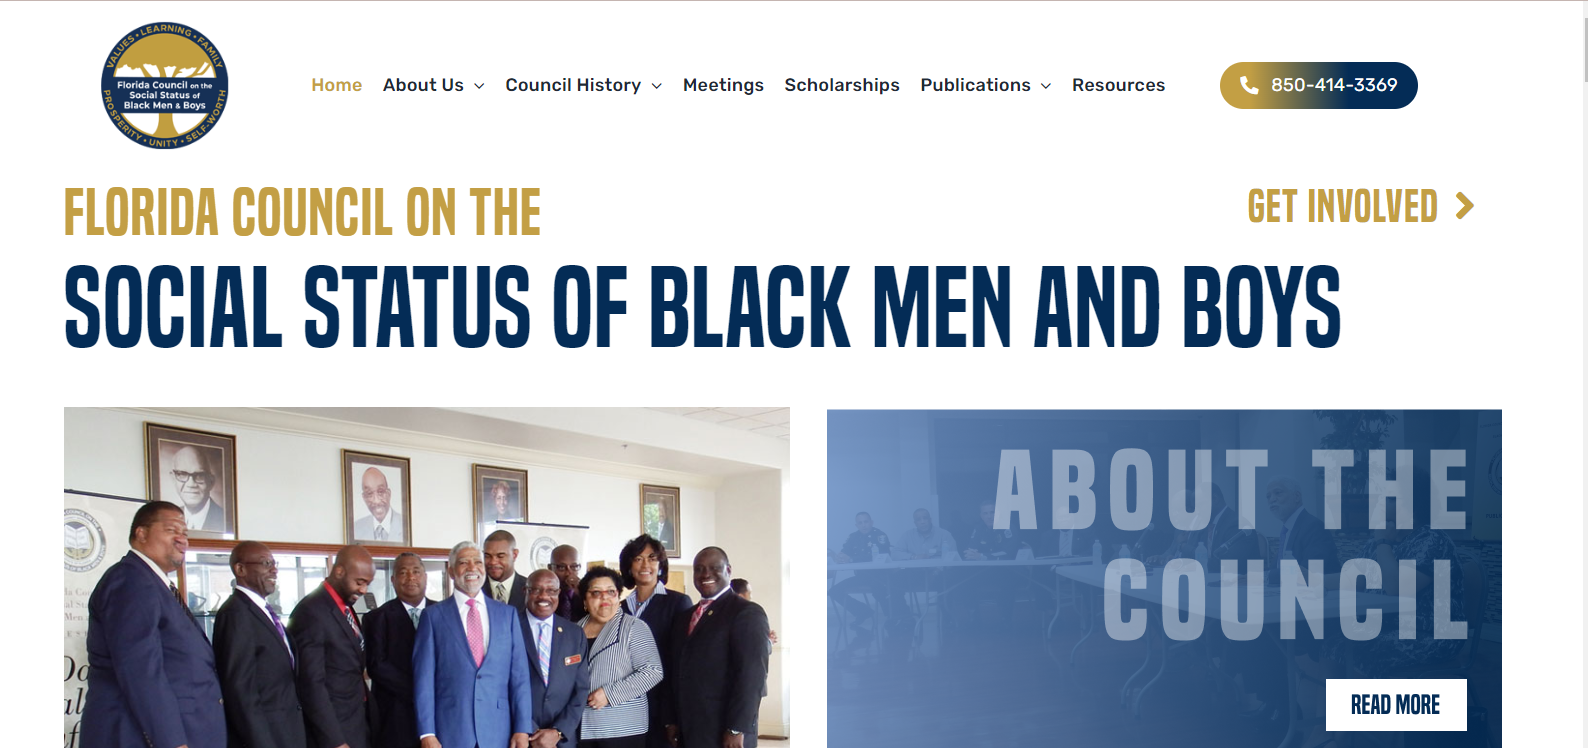 VALUES • LEARNING • FAMILY
Florida Council on the
Social Status of
Black Men & Boys
PROSPERITY • UNITY • SELF-WORTH
Home
About Us
Council History
Meetings
Scholarships
Publications
Resources
850-414-3369
FLORIDA COUNCIL ON THE
GET INVOLVED
SOCIAL STATUS OF BLACK MEN AND BOYS
ABOUT THE
COUNCIL
READ MORE